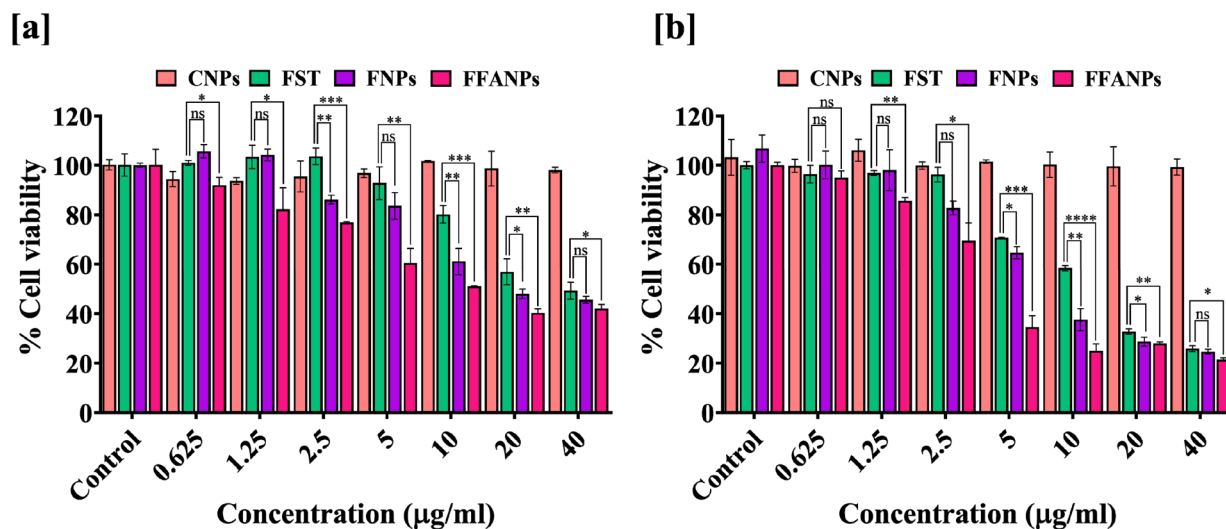 [a]
CNPs FST FNPs FFANPs
120
100
80
60
40
20
0
% Cell viability
* ns
* ns
*** **
** ns
*** **
** *
* ns
Control 0.625 1.25 2.5 5 10 20 40
Concentration (μg/ml)
[b]
CNPs FST FNPs FFANPs
120
100
80
60
40
20
0
% Cell viability
ns ns
** ns
*
*** *
**** **
** *
* ns
Control 0.625 1.25 2.5 5 10 20 40
Concentration (μg/ml)